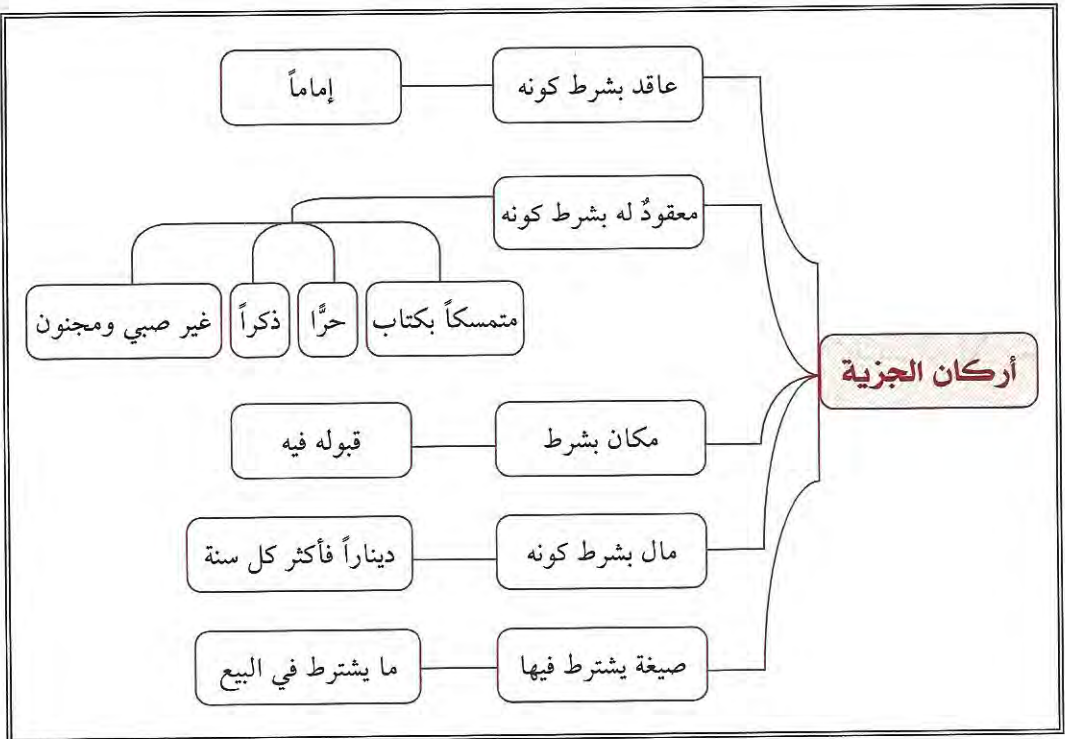 أركان الجزية
عاقد بشرط كونه
إماماً
معقودٌ له بشرط كونه
متمسكاً بكتاب
حرًّا
ذكراً
غير صبي ومجنون
مكان بشرط
قبوله فيه
مال بشرط كونه
ديناراً فأكثر كل سنة
صيغة يشترط فيها
ما يشترط في البيع